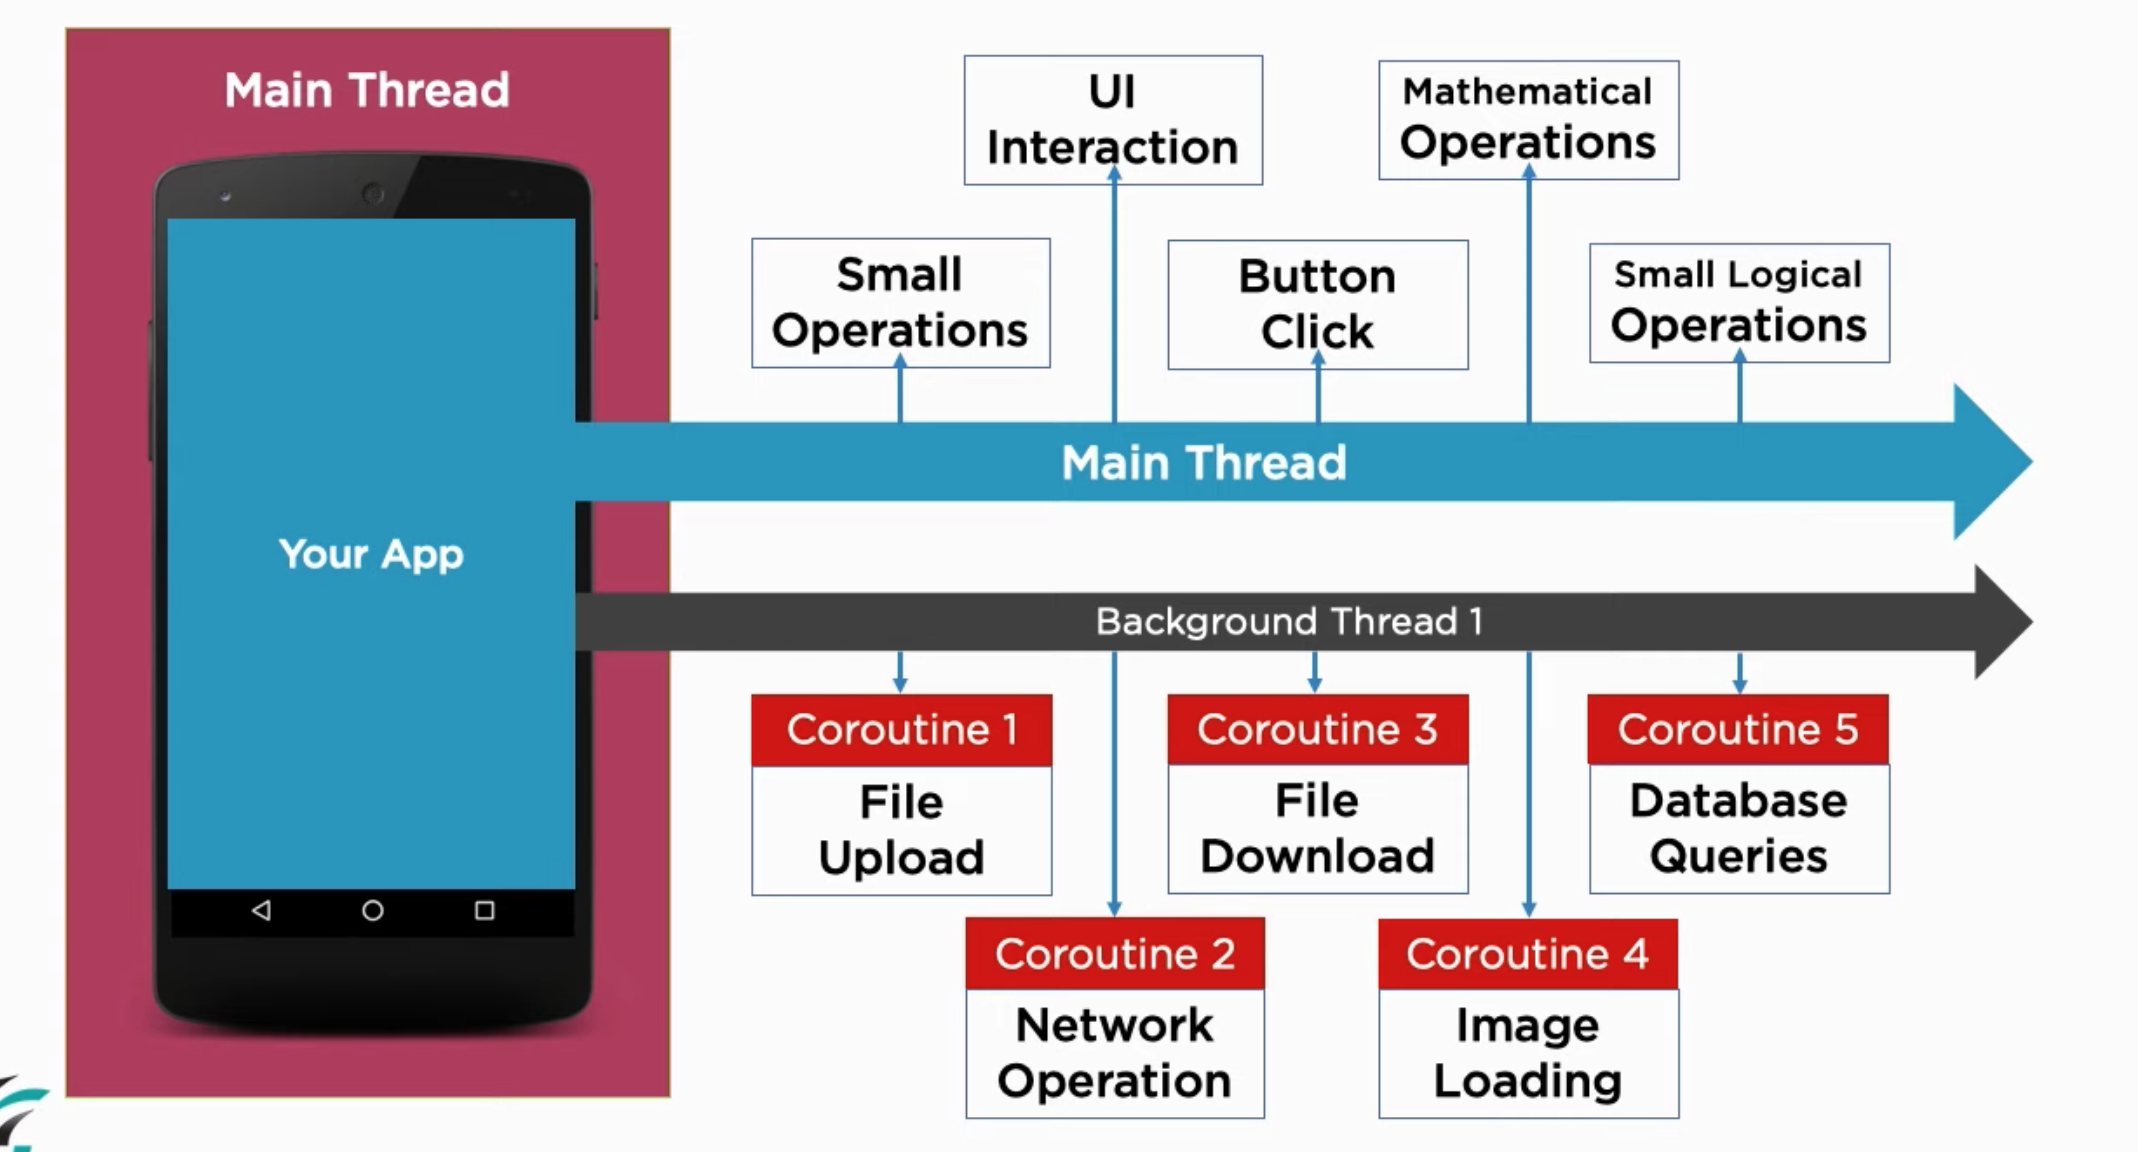 Main Thread
Your App
UI
Interaction
Mathematical
Operations
Small
Operations
Button
Click
Small Logical
Operations
Main Thread
Background Thread 1
Coroutine 1
File
Upload
Coroutine 3
File
Download
Coroutine 5
Database
Queries
Coroutine 2
Network
Operation
Coroutine 4
Image
Loading